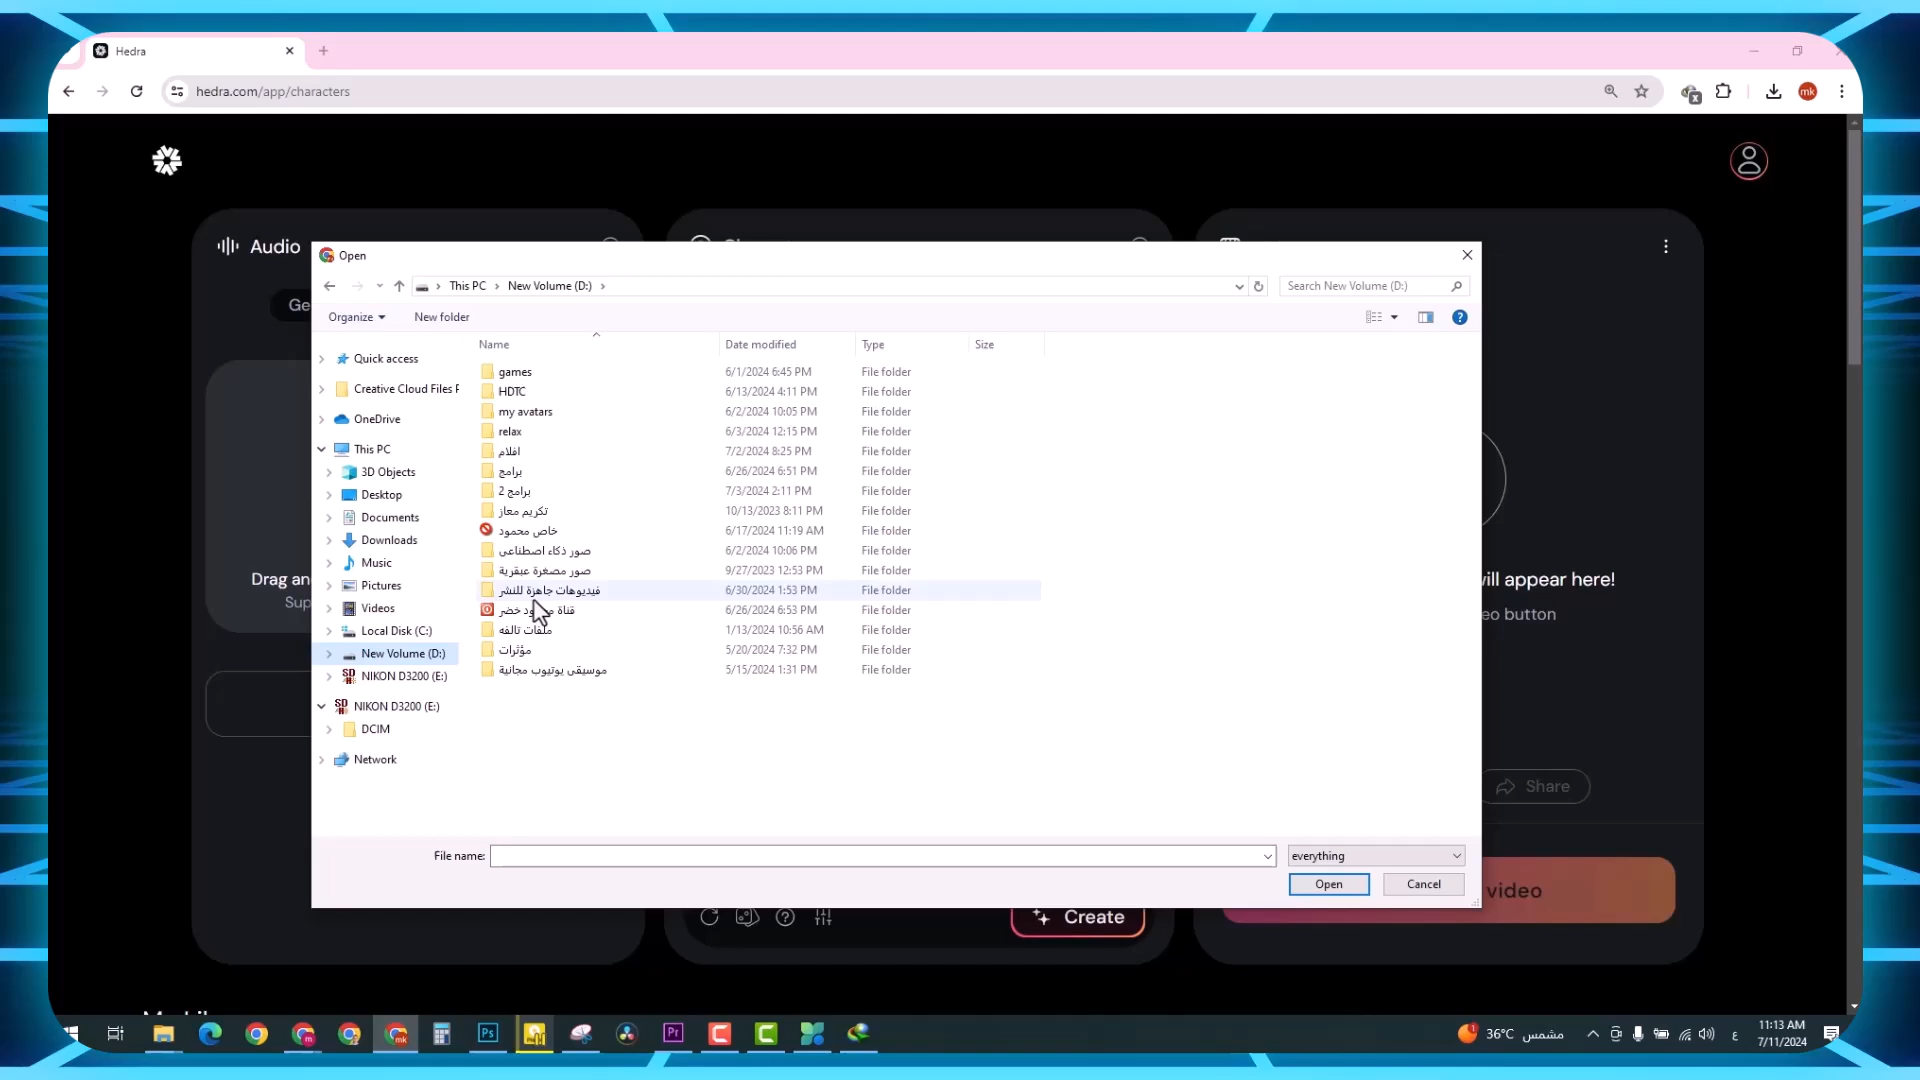 Hedra
hedra.com/app/characters
mk
Audio
Open
This PC
New Volume (D:)
Search New Volume (D:)
Organize
New folder
Name
Date modified
Type
Size
Quick access
Creative Cloud Files F
OneDrive
This PC
3D Objects
Desktop
Documents
Downloads
Music
Pictures
Videos
Local Disk (C:)
New Volume (D:)
NIKON D3200 (E:)
NIKON D3200 (E:)
DCIM
Network
games 6/1/2024 6:45 PM File folder
HDTC 6/13/2024 4:11 PM File folder
my avatars 6/2/2024 10:05 PM File folder
relax 6/3/2024 12:15 PM File folder
افلام 7/2/2024 8:25 PM File folder
برامج 6/26/2024 6:51 PM File folder
برامج 2 7/3/2024 2:11 PM File folder
تكريم معاز 10/13/2023 8:11 PM File folder
خاص محمود 6/17/2024 11:19 AM File folder
صور ذكاء اصطناعى 6/2/2024 10:06 PM File folder
صور مصغرة عبقرية 9/27/2023 12:53 PM File folder
فيديوهات جاهزة للنشر 6/30/2024 1:53 PM File folder
قناة خضر 6/26/2024 6:53 PM File folder
ملفات تالفه 1/13/2024 10:56 AM File folder
مؤثرات 5/20/2024 7:32 PM File folder
موسيقى يوتيوب مجانية 5/15/2024 1:31 PM File folder
Ge
Drag an
Sup
ill appear here!
eo button
Share
video
File name:
everything
Open
Cancel
Create
Ps
Pr
36°C مشمس
ع
11:13 AM
7/11/2024